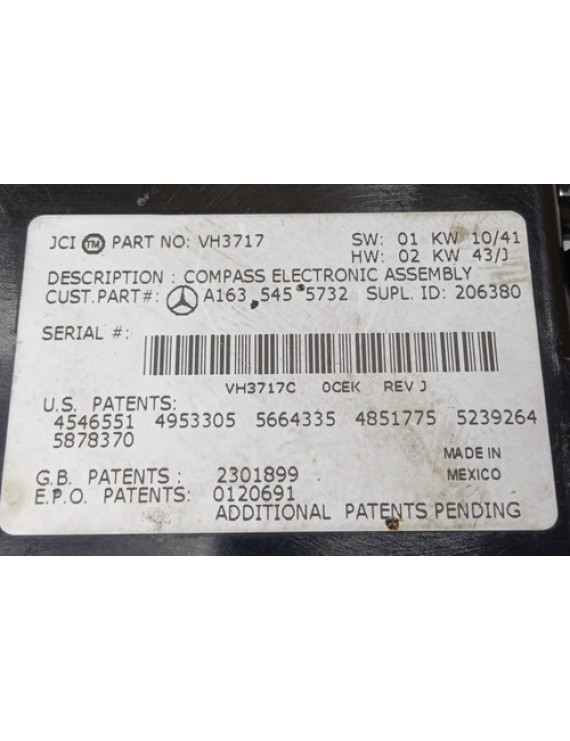 JCI TM PART NO: VH3717 SW: 01 KW 10/41
HW: 02 KW 43/J
DESCRIPTION : COMPASS ELECTRONIC ASSEMBLY
CUST.PART#: A163 545 5732 SUPL. ID: 206380
SERIAL #:
VH3717C 0CEK REV J
U.S. PATENTS:
4546551 4953305 5664335 4851775 5239264
5878370
MADE IN
MEXICO
G.B. PATENTS : 2301899
E.P.O. PATENTS: 0120691
ADDITIONAL PATENTS PENDING